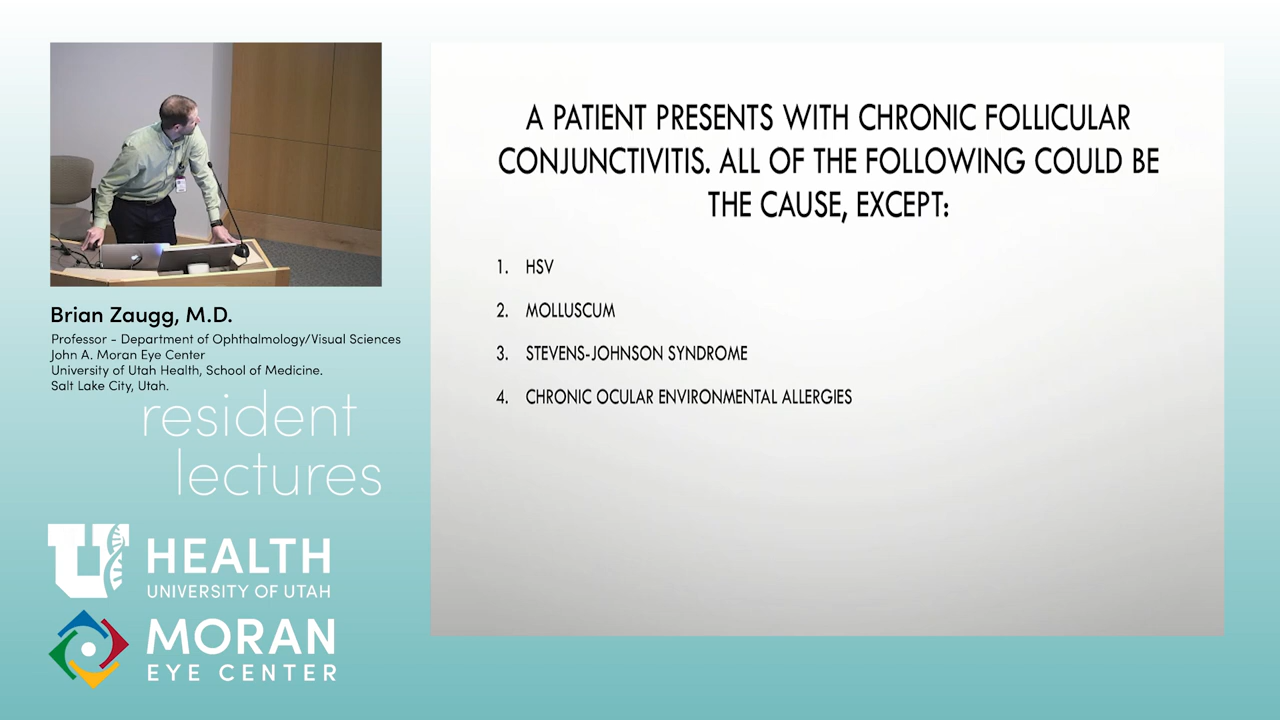 Brian Zaugg, M.D.
Professor - Department of Ophthalmology/Visual Sciences
John A. Moran Eye Center
University of Utah Health, School of Medicine.
Salt Lake City, Utah.
resident
lectures
U HEALTH
UNIVERSITY OF UTAH
MORAN
EYE CENTER
A PATIENT PRESENTS WITH CHRONIC FOLLICULAR
CONJUNCTIVITIS. ALL OF THE FOLLOWING COULD BE
THE CAUSE, EXCEPT:
1. HSV
2. MOLLUSCUM
3. STEVENS-JOHNSON SYNDROME
4. CHRONIC OCULAR ENVIRONMENTAL ALLERGIES